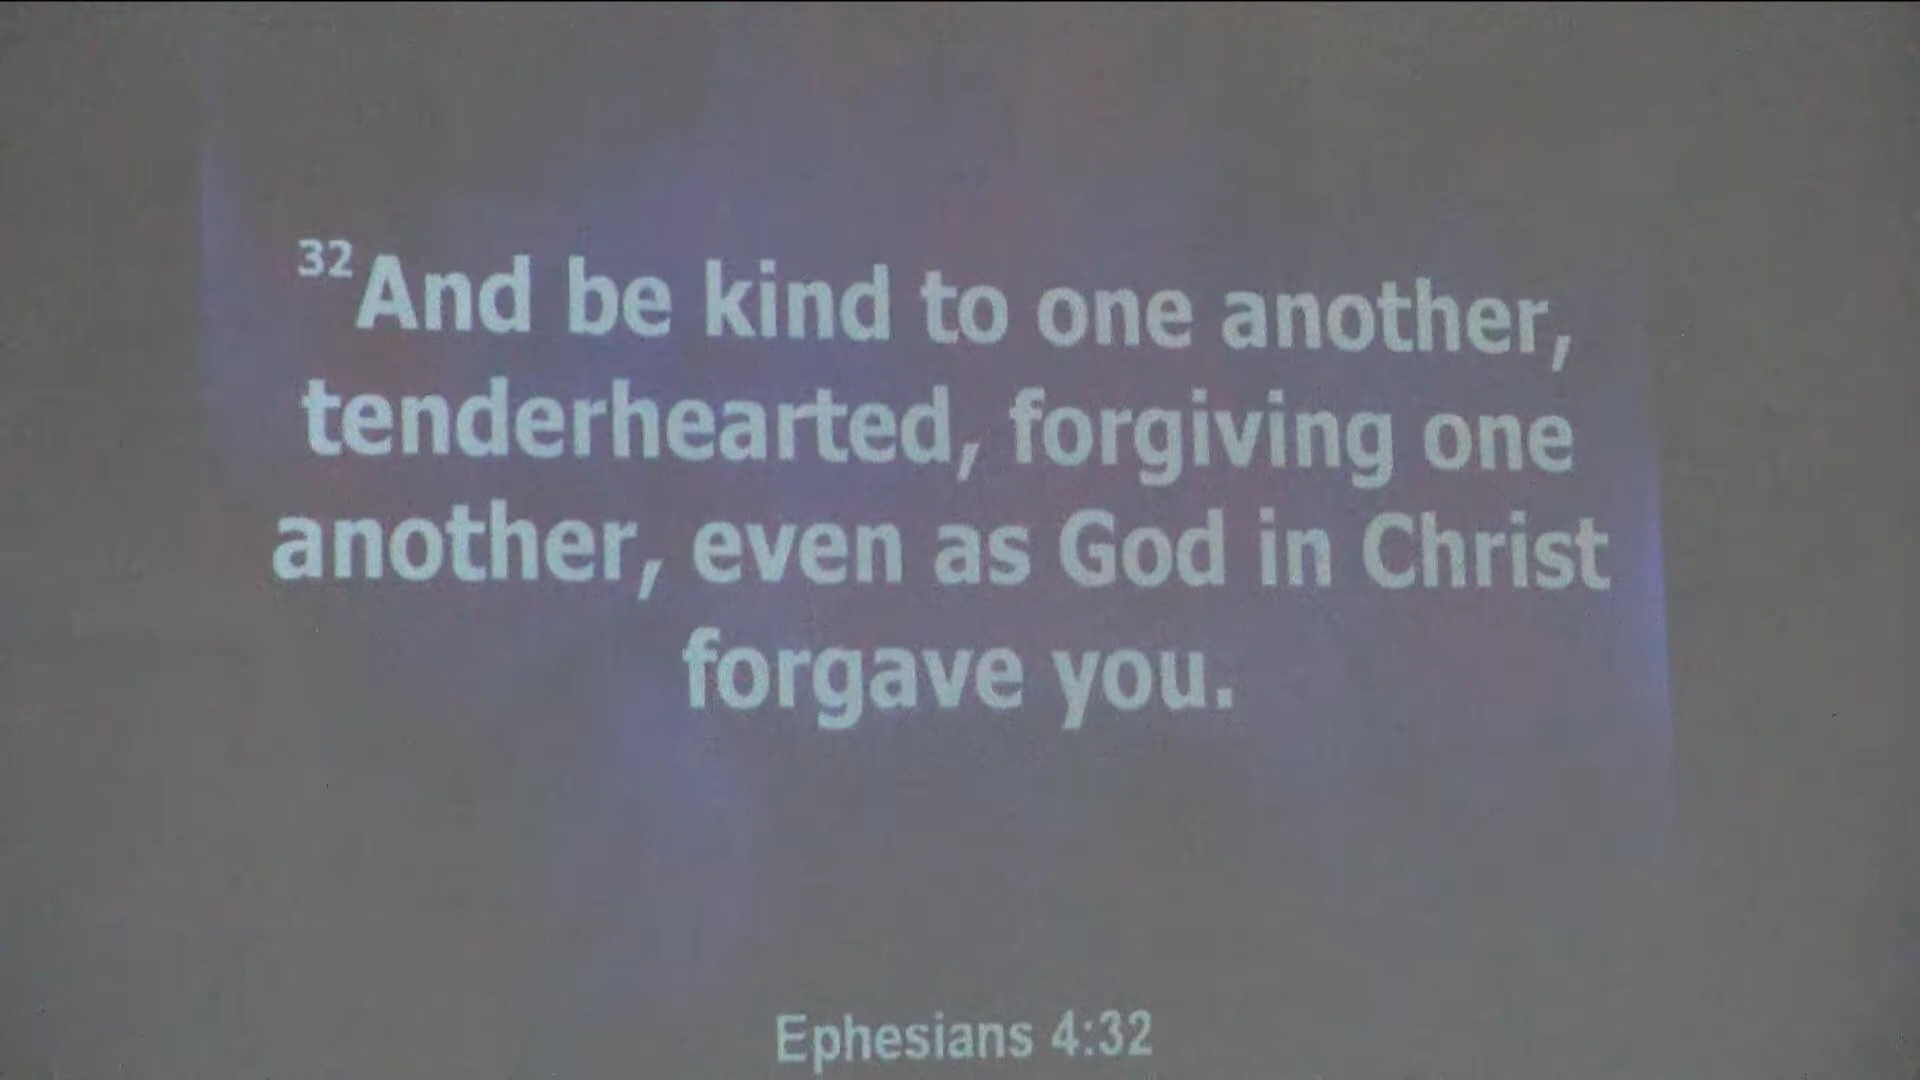 32And be kind to one another,
tenderhearted, forgiving one
another, even as God in Christ
forgave you.
Ephesians 4:32